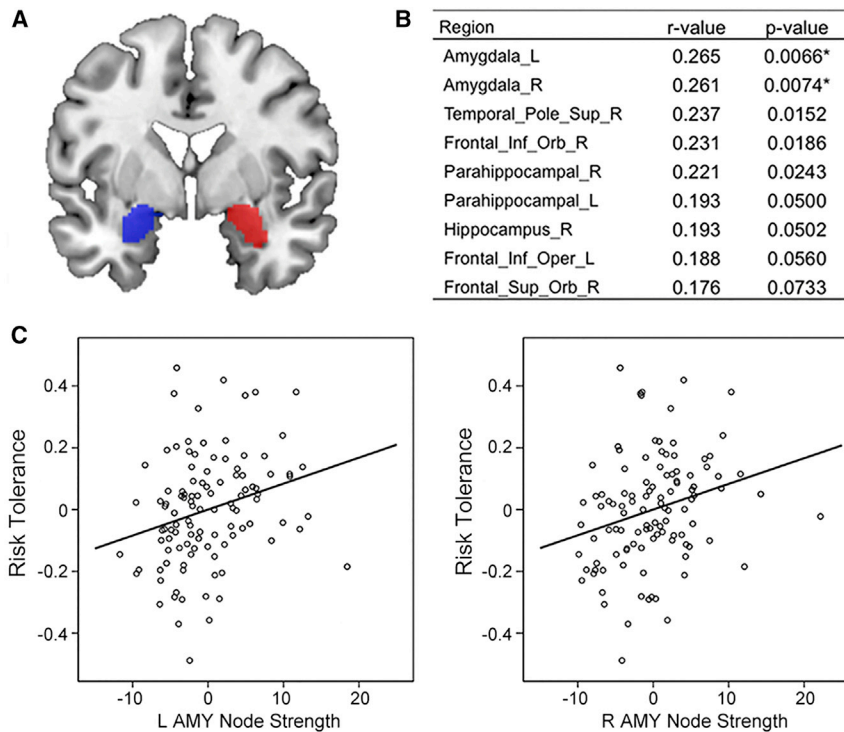 A
B
Region r-value p-value
Amygdala_L 0.265 0.0066*
Amygdala_R 0.261 0.0074*
Temporal_Pole_Sup_R 0.237 0.0152
Frontal_Inf_Orb_R 0.231 0.0186
Parahippocampal_R 0.221 0.0243
Parahippocampal_L 0.193 0.0500
Hippocampus_R 0.193 0.0502
Frontal_Inf_Oper_L 0.188 0.0560
Frontal_Sup_Orb_R 0.176 0.0733
C
Risk Tolerance
0.4
0.2
0
-0.2
-0.4
-10 0 10 20
L AMY Node Strength
Risk Tolerance
0.4
0.2
0
-0.2
-0.4
-10 0 10 20
R AMY Node Strength